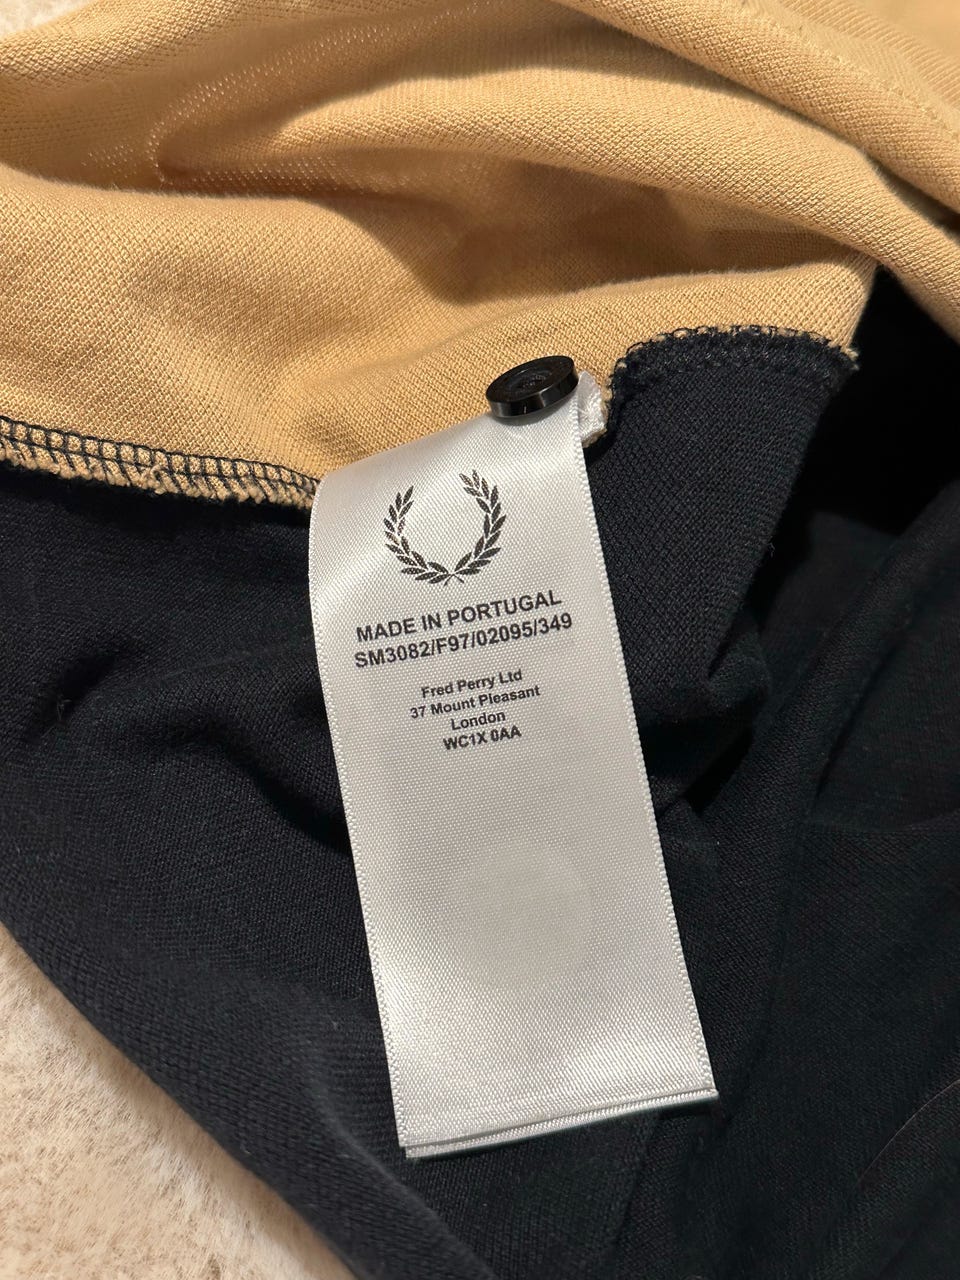 MADE IN PORTUGAL
SM3082/F97/02095/349
Fred Perry Ltd
37 Mount Pleasant
London
WC1X 0AA